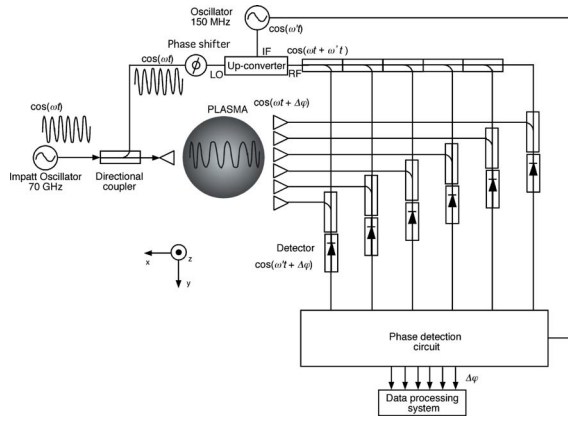 Oscillator
150 MHz
cos(ω't)
Phase shifter
cos(ωt)
ϕ
IF
cos(ωt + ω't)
LO
Up-converter
RF
cos(ωt)
PLASMA
cos(ωt + Δφ)
Impatt Oscillator
70 GHz
Directional
coupler
Detector
cos(ω't + Δφ)
x
z
y
Phase detection
circuit
Δφ
Data processing
system